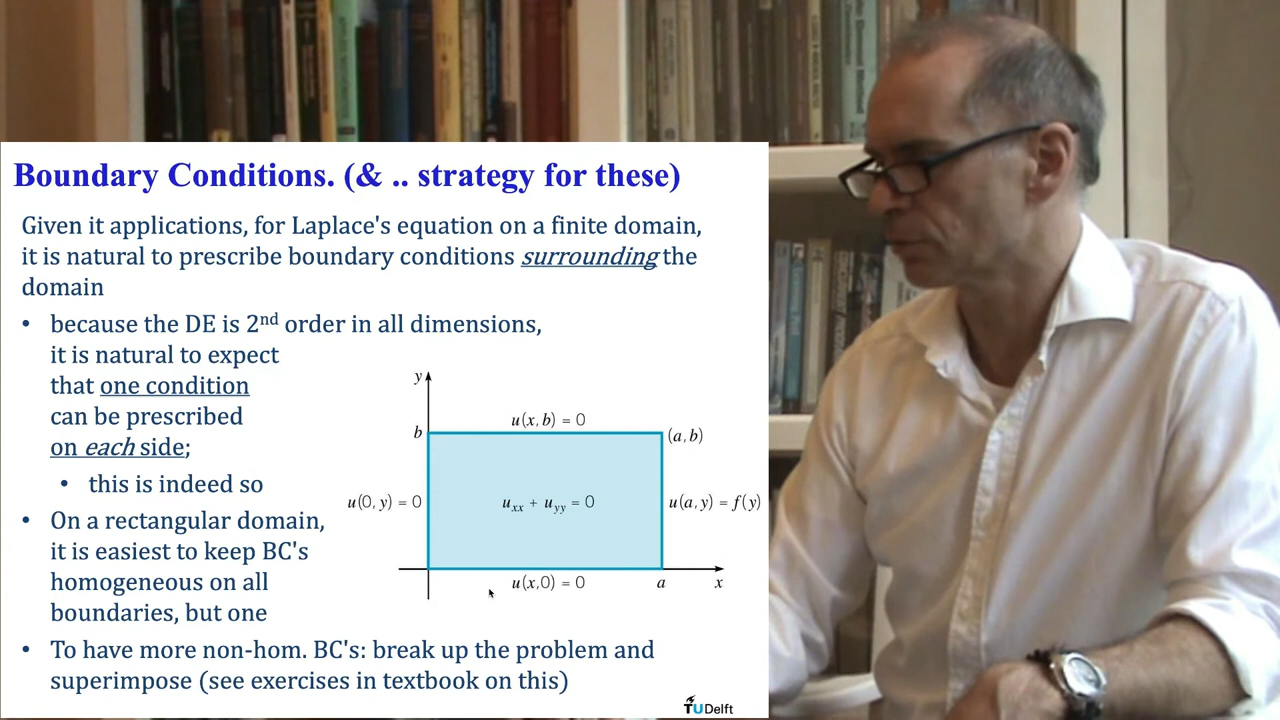 Boundary Conditions. (& .. strategy for these)
Given it applications, for Laplace's equation on a finite domain,
it is natural to prescribe boundary conditions surrounding the
domain
• because the DE is 2nd order in all dimensions,
it is natural to expect
that one condition
can be prescribed
on each side;
• this is indeed so
• On a rectangular domain,
it is easiest to keep BC's
homogeneous on all
boundaries, but one
• To have more non-hom. BC's: break up the problem and
superimpose (see exercises in textbook on this)
y
u(x,b) = 0
b
(a,b)
u(0,y) = 0
uxx + uyy = 0
u(a,y) = f(y)
u(x,0) = 0
a
x
TUDelft